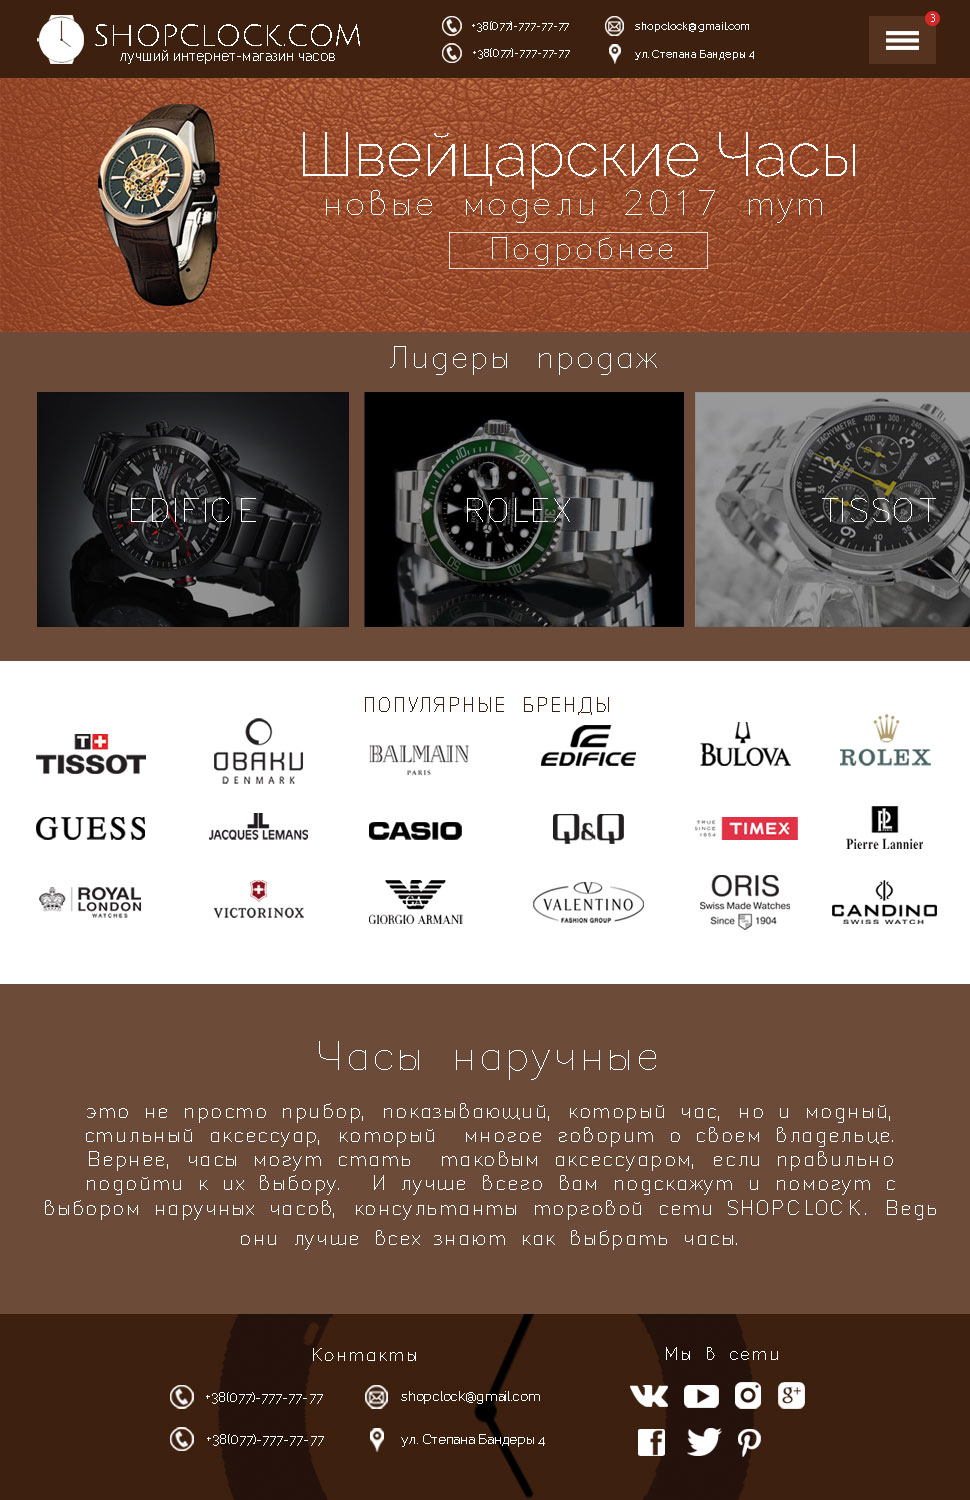 SHOPCLOCK.COM
лучший интернет-магазин часов
+38(077)-777-77-77
shopclock@gmail.com
+38(077)-777-77-77
ул. Степана Бандеры 4
3
Швейцарские Часы
новые модели 2017 тут
Подробнее
Лидеры продаж
EDIFICE
ROLEX
TACHYMETRE
TISSOT
ПОПУЛЯРНЫЕ БРЕНДЫ
TISSOT
OBAKU DENMARK
BALMAIN PARIS
EDIFICE
BULOVA
ROLEX
GUESS
JL JACQUES LEMANS
CASIO
Q&Q
TRUE SINCE 1854 TIMEX
PL Pierre Lannier
ROYAL LONDON WATCHES
VICTORINOX
GA GIORGIO ARMANI
V VALENTINO FASHION GROUP
ORIS Swiss Made Watches Since 1904
CANDINO SWISS WATCH
Часы наручные
это не просто прибор, показывающий, который час, но и модный,
стильный аксессуар, который многое говорит о своем владельце.
Вернее, часы могут стать таковым аксессуаром, если правильно
подойти к их выбору. И лучше всего вам подскажут и помогут с
выбором наручных часов, консультанты торговой сети SHOPCLOCK. Ведь
они лучше всех знают как выбрать часы.
Контакты
Мы в сети
+38(077)-777-77-77
shopclock@gmail.com
+38(077)-777-77-77
ул. Степана Бандеры 4